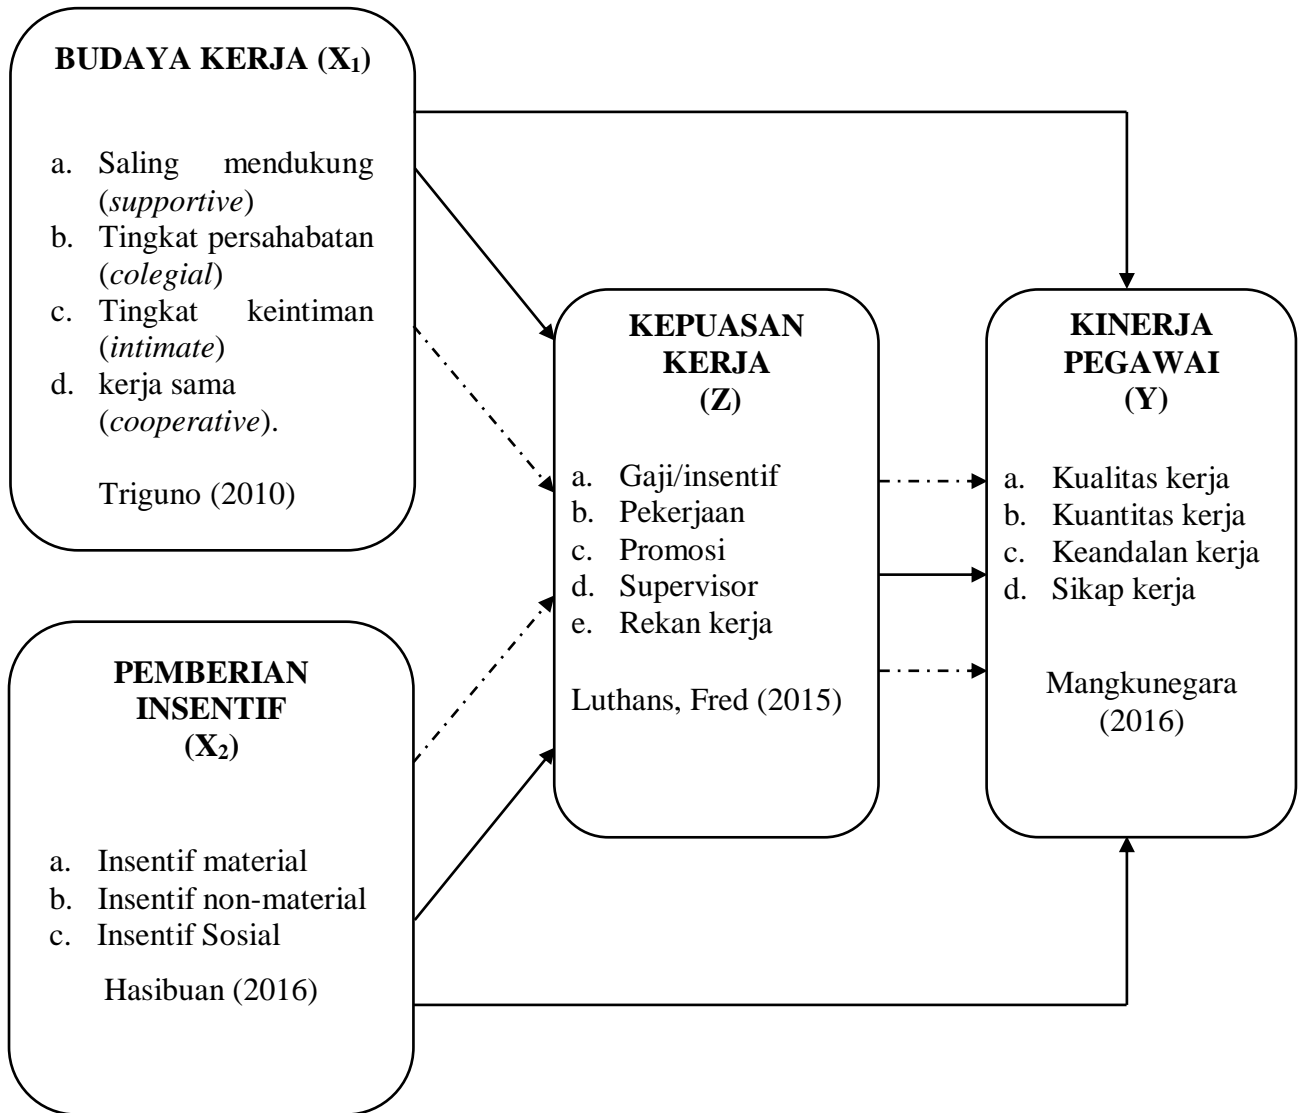 BUDAYA KERJA (X₁)
a. Saling mendukung
(supportive)
b. Tingkat persahabatan
(colegial)
c. Tingkat keintiman
(intimate)
d. kerja sama
(cooperative).
Triguno (2010)
PEMBERIAN
INSENTIF
(X₂)
a. Insentif material
b. Insentif non-material
c. Insentif Sosial
Hasibuan (2016)
KEPUASAN
KERJA
(Z)
a. Gaji/insentif
b. Pekerjaan
c. Promosi
d. Supervisor
e. Rekan kerja
Luthans, Fred (2015)
KINERJA
PEGAWAI
(Y)
a. Kualitas kerja
b. Kuantitas kerja
c. Keandalan kerja
d. Sikap kerja
Mangkunegara
(2016)